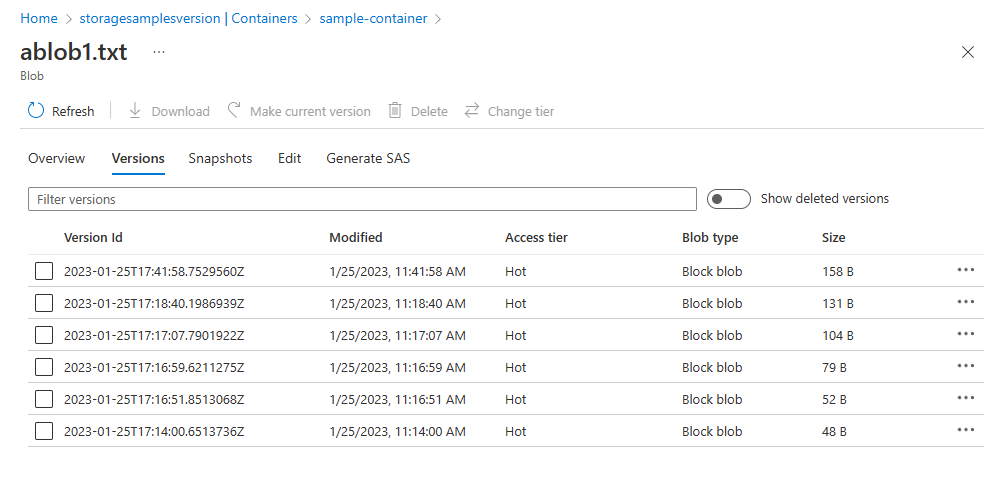 Home > storagesamplesversion | Containers > sample-container >
ablob1.txt ...
Blob
Refresh Download Make current version Delete Change tier
Overview Versions Snapshots Edit Generate SAS
Filter versions Show deleted versions
Version Id Modified Access tier Blob type Size
2023-01-25T17:41:58.7529560Z 1/25/2023, 11:41:58 AM Hot Block blob 158 B ...
2023-01-25T17:18:40.1986939Z 1/25/2023, 11:18:40 AM Hot Block blob 131 B ...
2023-01-25T17:17:07.7901922Z 1/25/2023, 11:17:07 AM Hot Block blob 104 B ...
2023-01-25T17:16:59.6211275Z 1/25/2023, 11:16:59 AM Hot Block blob 79 B ...
2023-01-25T17:16:51.8513068Z 1/25/2023, 11:16:51 AM Hot Block blob 52 B ...
2023-01-25T17:14:00.6513736Z 1/25/2023, 11:14:00 AM Hot Block blob 48 B ...